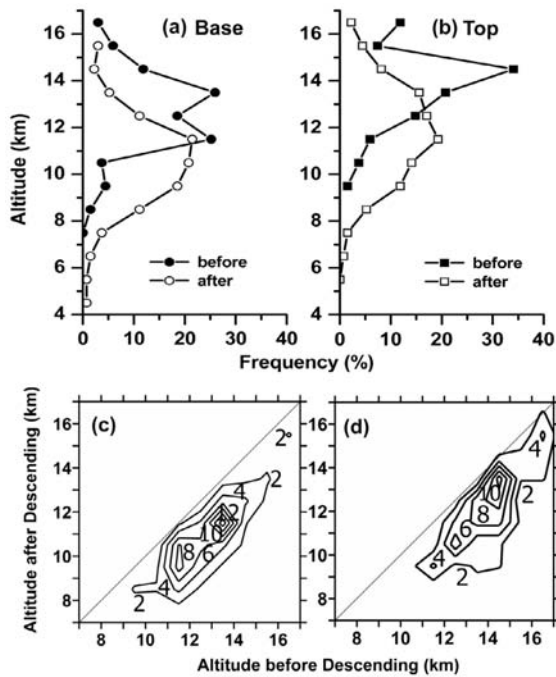 (a) Base
(b) Top
16
14
12
10
8
6
4
Altitude (km)
before
after
before
after
0 10 20 30 40
0 10 20 30 40
Frequency (%)
(c)
(d)
16
14
12
10
8
16
14
12
10
8
Altitude after Descending (km)
2
2
4
12
10
8
6
4
2
4
2
10
8
6
4
2
8 10 12 14 16
8 10 12 14 16
Altitude before Descending (km)